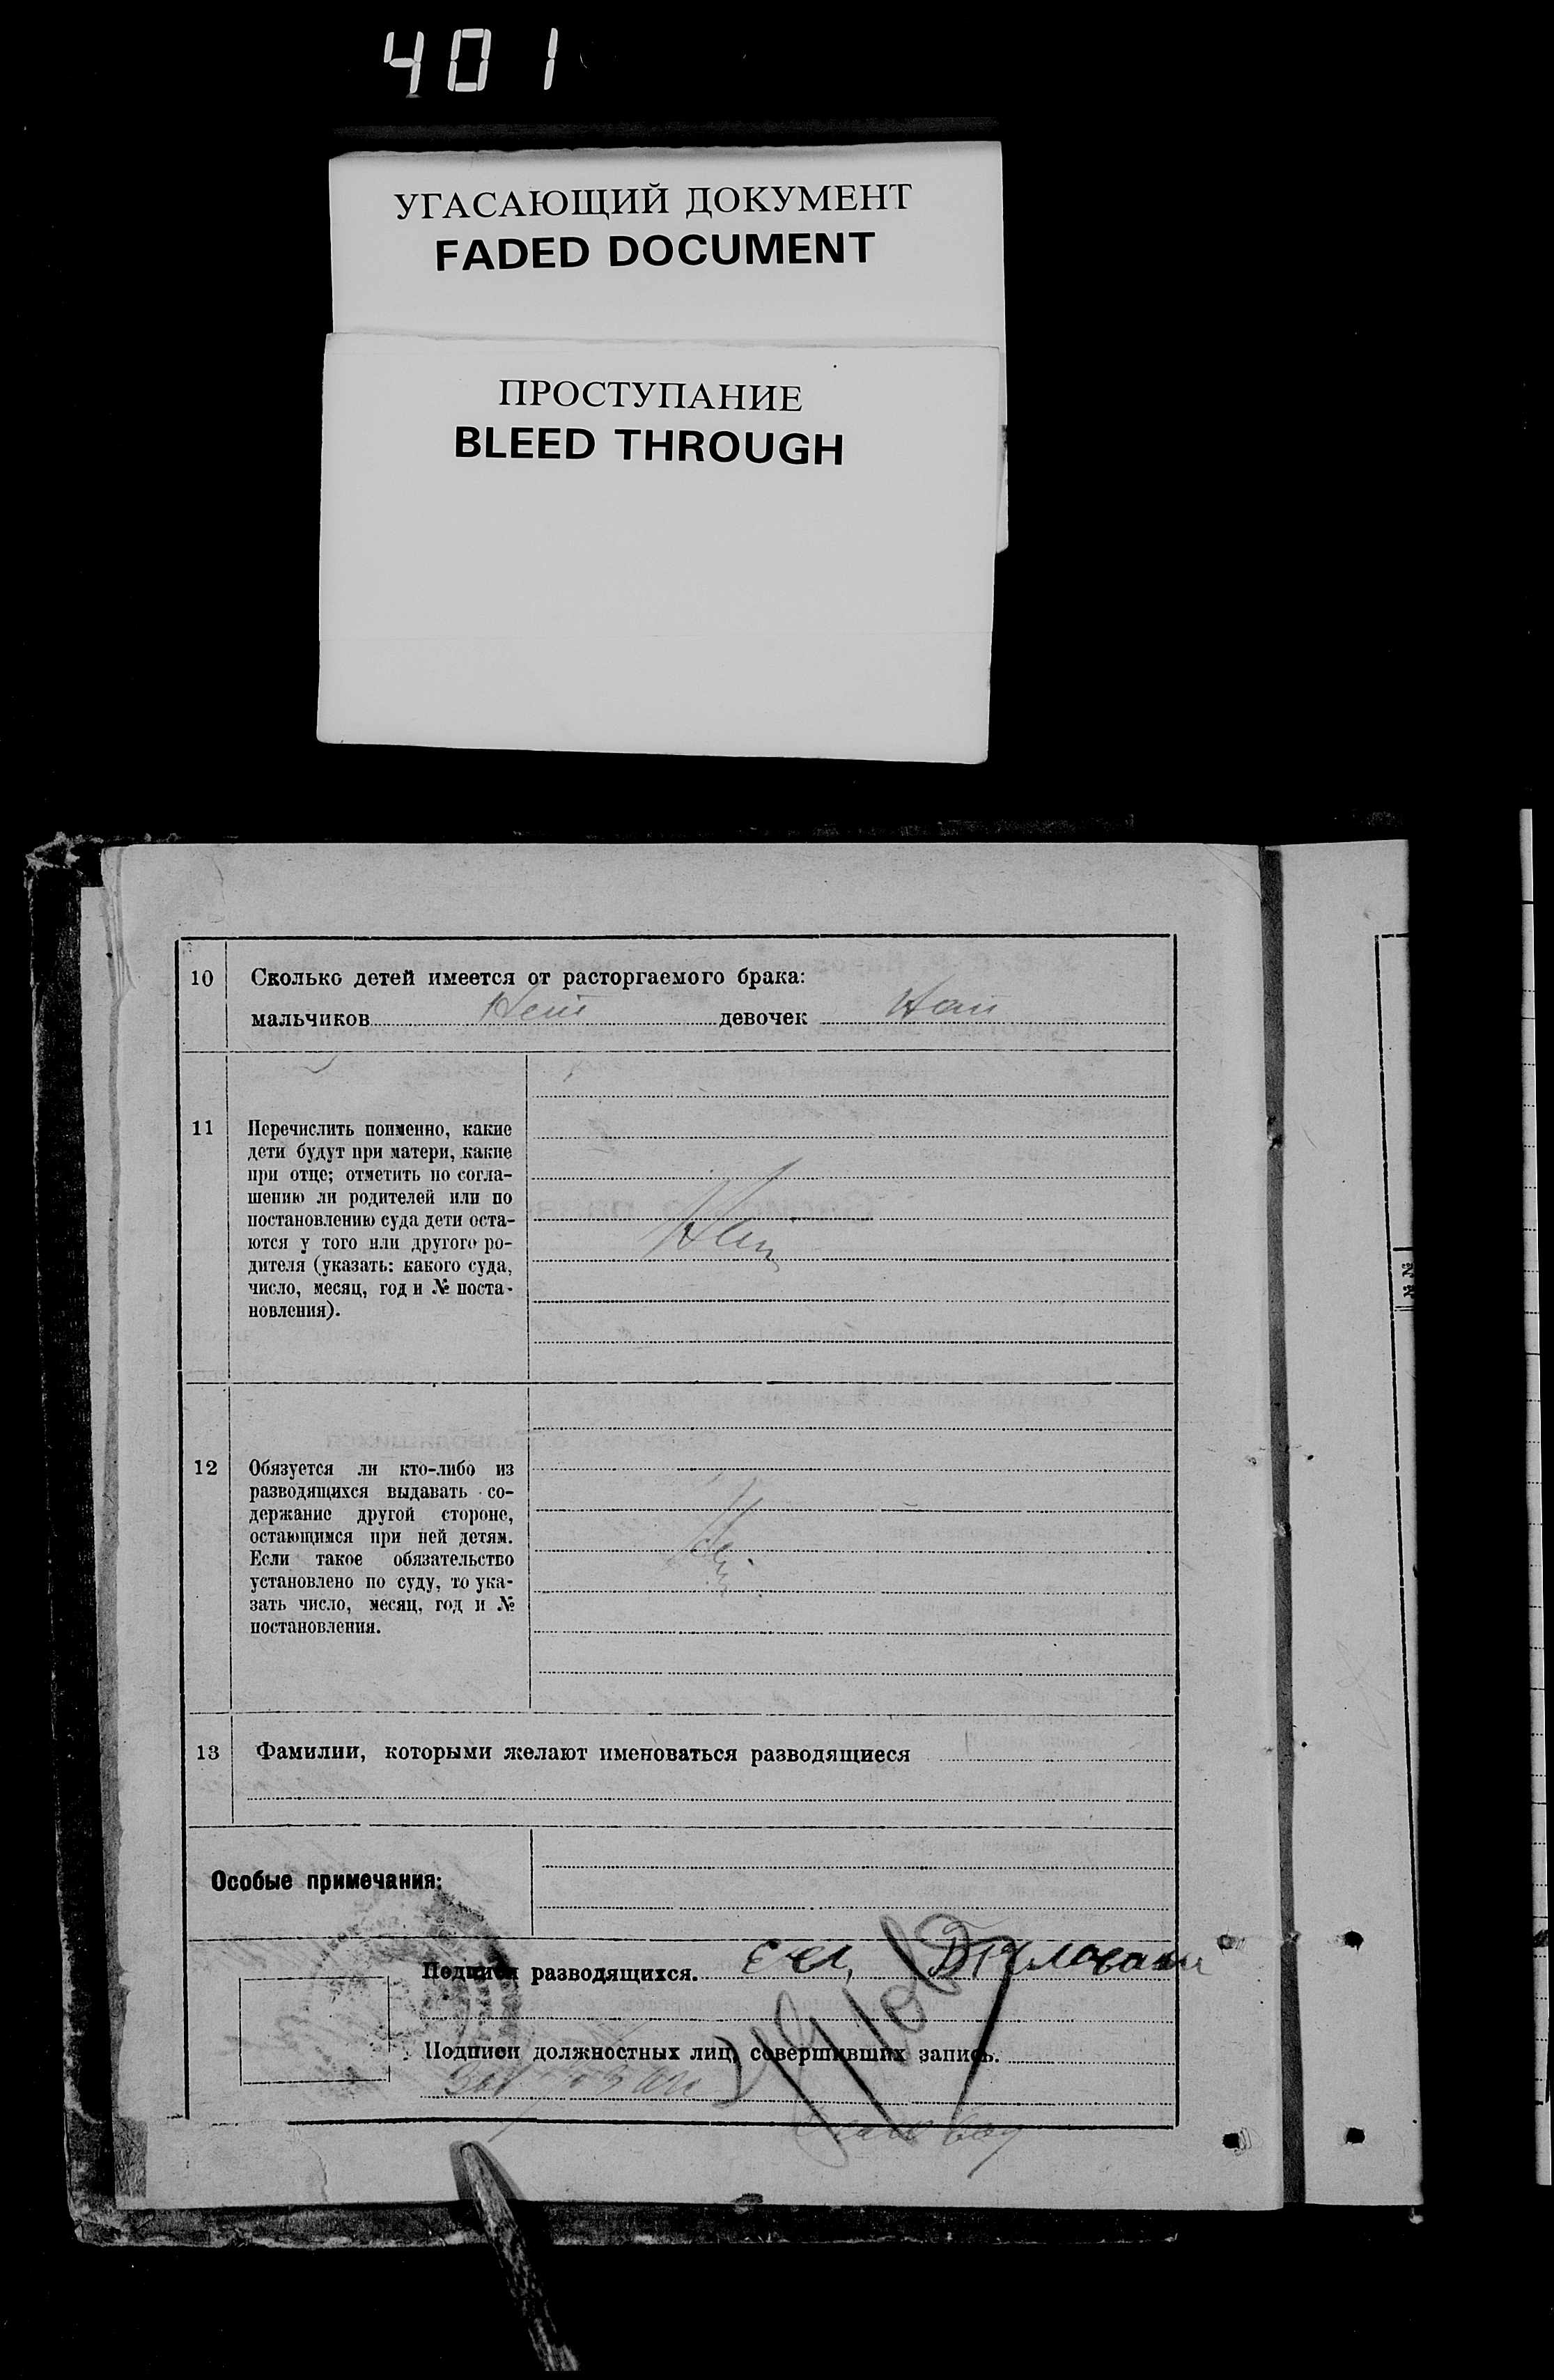 401
УГАСАЮЩИЙ ДОКУМЕНТ
FADED DOCUMENT
ПРОСТУПАНИЕ
BLEED THROUGH
10 Сколько детей имеется от расторгаемого брака:
мальчиков Нет девочек Нет
11 Перечислить поименно, какие
дети будут при матери, какие
при отце; отметить по согла-
шению ли родителей или по
постановлению суда дети оста-
ются у того или другого ро-
дителя (указать: какого суда,
число, месяц, год и № поста-
новления).
Нет
12 Обязуется ли кто-либо из
разводящихся выдавать со-
держание другой стороне,
остающимся при ней детям.
Если такое обязательство
установлено по суду, то ука-
зать число, месяц, год и №
постановления.
Нет
13 Фамилии, которыми желают именоваться разводящиеся
Особые примечания:
Подписи разводящихся.
Подписи должностных лиц, совершивших запись.